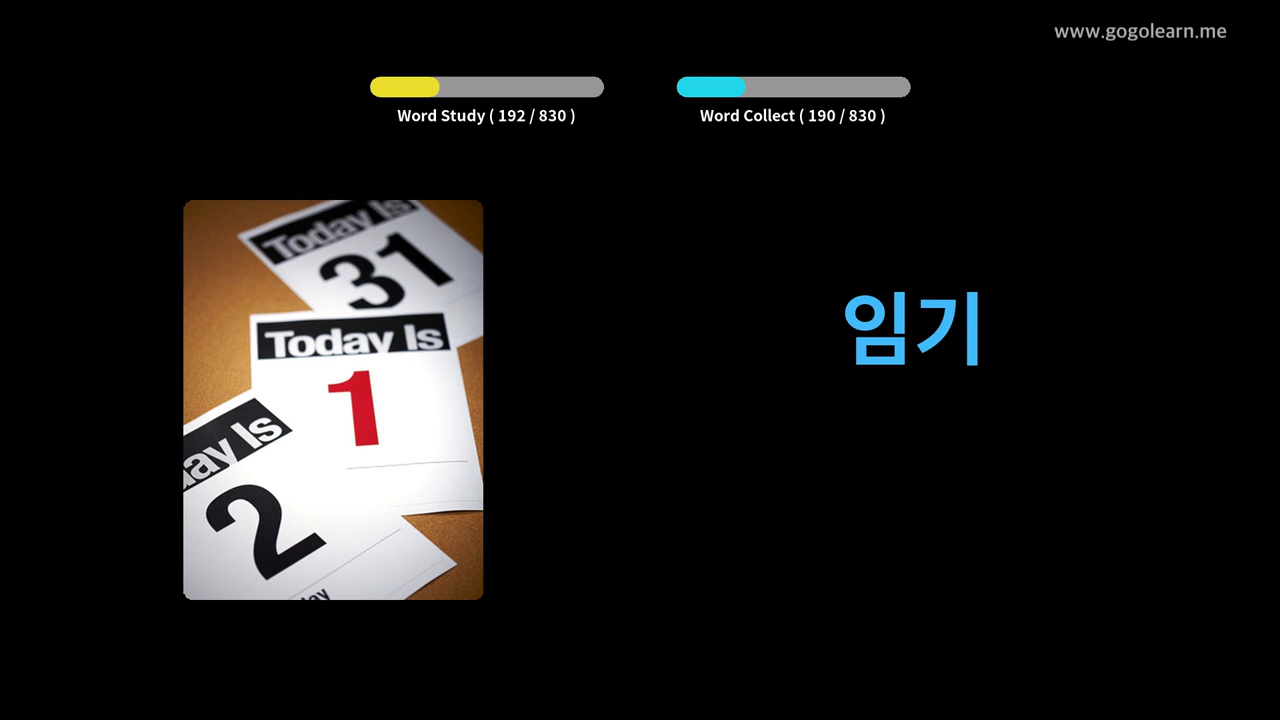 www.gogolearn.me
Word Study ( 192 / 830 )
Word Collect ( 190 / 830 )
Today Is
31
Today Is
1
ay Is
2
임기